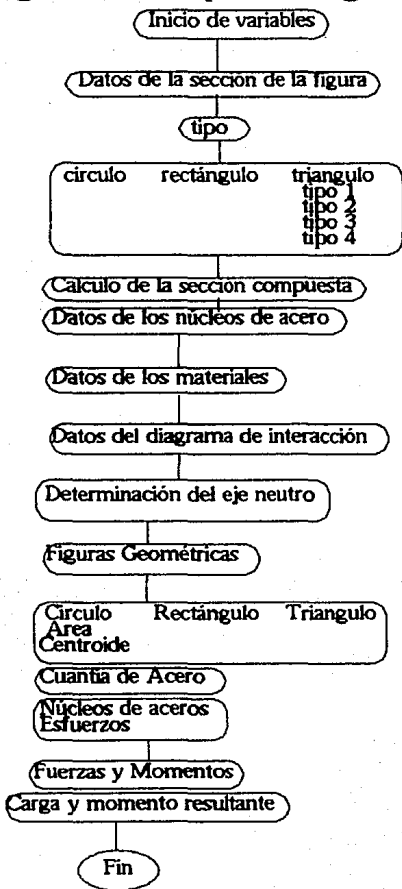 Inicio de variables
Datos de la sección de la figura
tipo
circulo rectángulo triangulo
tipo 1
tipo 2
tipo 3
tipo 4
Calculo de la sección compuesta
Datos de los núcleos de acero
Datos de los materiales
Datos del diagrama de interacción
Determinación del eje neutro
Figuras Geométricas
Circulo Rectángulo Triangulo
Area
Centroide
Cuantia de Acero
Núcleos de aceros
Esfuerzos
Fuerzas y Momentos
Carga y momento resultante
Fin